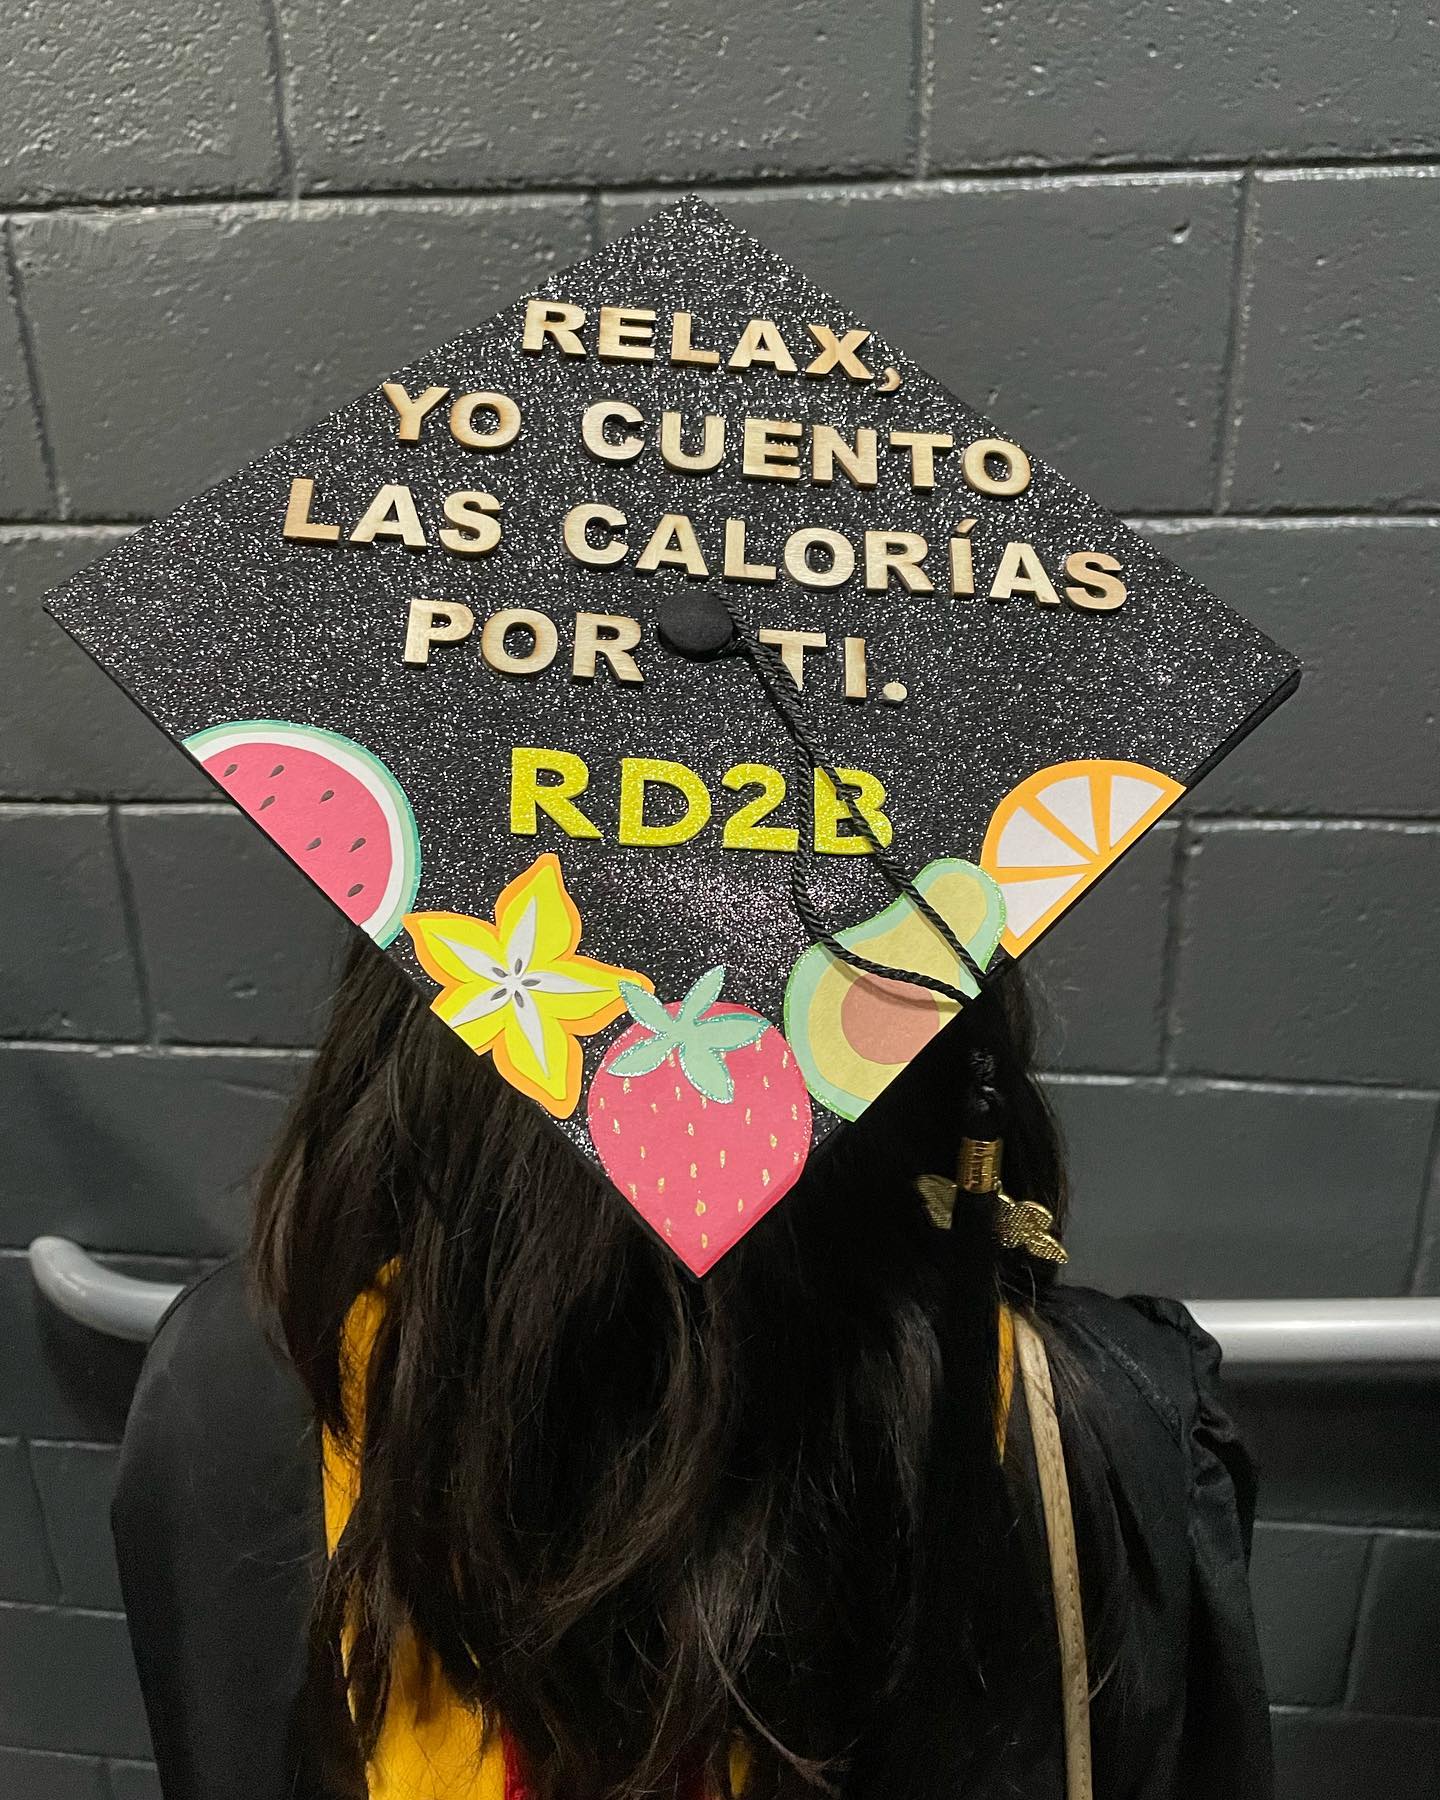 RELAX,
YO CUENTO
LAS CALORÍAS
POR TI.
RD2B